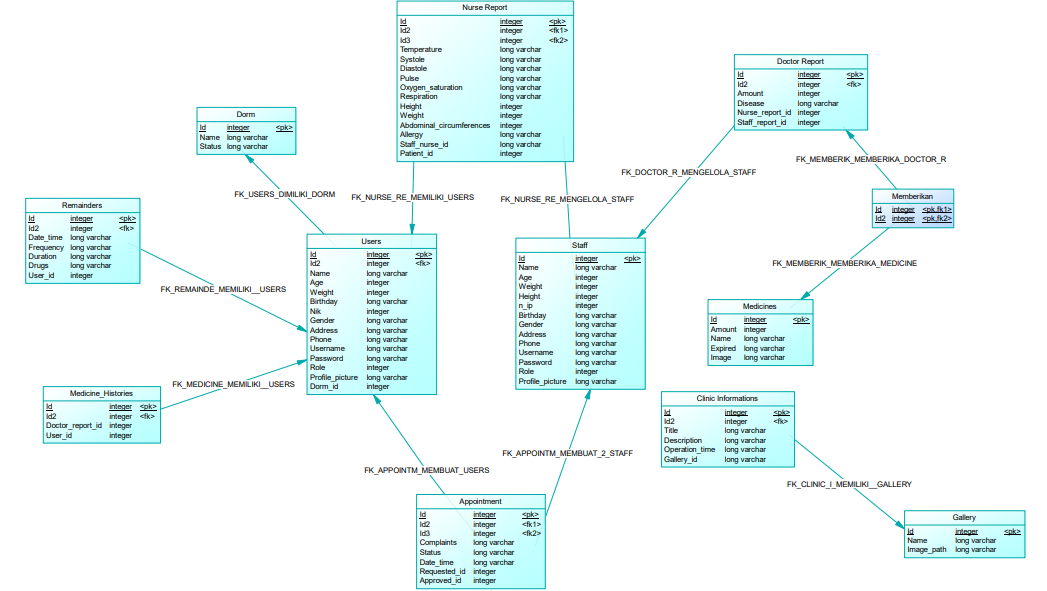 Nurse Report
Id integer <pk>
Id2 integer <fk1>
Id3 integer <fk2>
Temperature long varchar
Systole long varchar
Diastole long varchar
Pulse long varchar
Oxygen_saturation long varchar
Respiration long varchar
Height integer
Weight integer
Abdominal_circumferences integer
Allergy long varchar
Staff_nurse_id long varchar
Patient_id integer
Doctor Report
Id integer <pk>
Id2 integer <fk>
Amount integer
Disease long varchar
Nurse_report_id integer
Staff_report_id integer
Dorm
Id integer <pk>
Name long varchar
Status long varchar
FK_MEMBERIK_MEMBERIKA_DOCTOR_R
FK_DOCTOR_R_MENGELOLA_STAFF
FK_USERS_DIMILIKI_DORM
FK_NURSE_RE_MEMILIKI_USERS
FK_NURSE_RE_MENGELOLA_STAFF
Memberikan
Id integer <pk,fk1>
Id2 integer <pk,fk2>
Remainders
Id integer <pk>
Id2 integer <fk>
Date_time long varchar
Frequency long varchar
Duration long varchar
Drugs long varchar
User_id integer
Users
Id integer <pk>
Id2 integer <fk>
Name long varchar
Age integer
Weight integer
Birthday long varchar
Nik integer
Gender long varchar
Address long varchar
Phone long varchar
Username long varchar
Password long varchar
Role integer
Profile_picture long varchar
Dorm_id integer
Staff
Id integer <pk>
Name long varchar
Age integer
Weight integer
Height integer
n_ip integer
Birthday long varchar
Gender long varchar
Address long varchar
Phone long varchar
Username long varchar
Password long varchar
Role integer
Profile_picture long varchar
FK_MEMBERIK_MEMBERIKA_MEDICINE
FK_REMAINDE_MEMILIKI__USERS
Medicines
Id integer <pk>
Amount integer
Name long varchar
Expired long varchar
Image long varchar
FK_MEDICINE_MEMILIKI__USERS
Medicine_Histories
Id integer <pk>
Id2 integer <fk>
Doctor_report_id integer
User_id integer
Clinic Informations
Id integer <pk>
Id2 integer <fk>
Title long varchar
Description long varchar
Operation_time long varchar
Gallery_id long varchar
FK_APPOINTM_MEMBUAT_2_STAFF
FK_APPOINTM_MEMBUAT_USERS
FK_CLINIC_I_MEMILIKI__GALLERY
Appointment
Id integer <pk>
Id2 integer <fk1>
Id3 integer <fk2>
Complaints long varchar
Status long varchar
Date_time long varchar
Requested_id integer
Approved_id integer
Gallery
Id integer <pk>
Name long varchar
Image_path long varchar